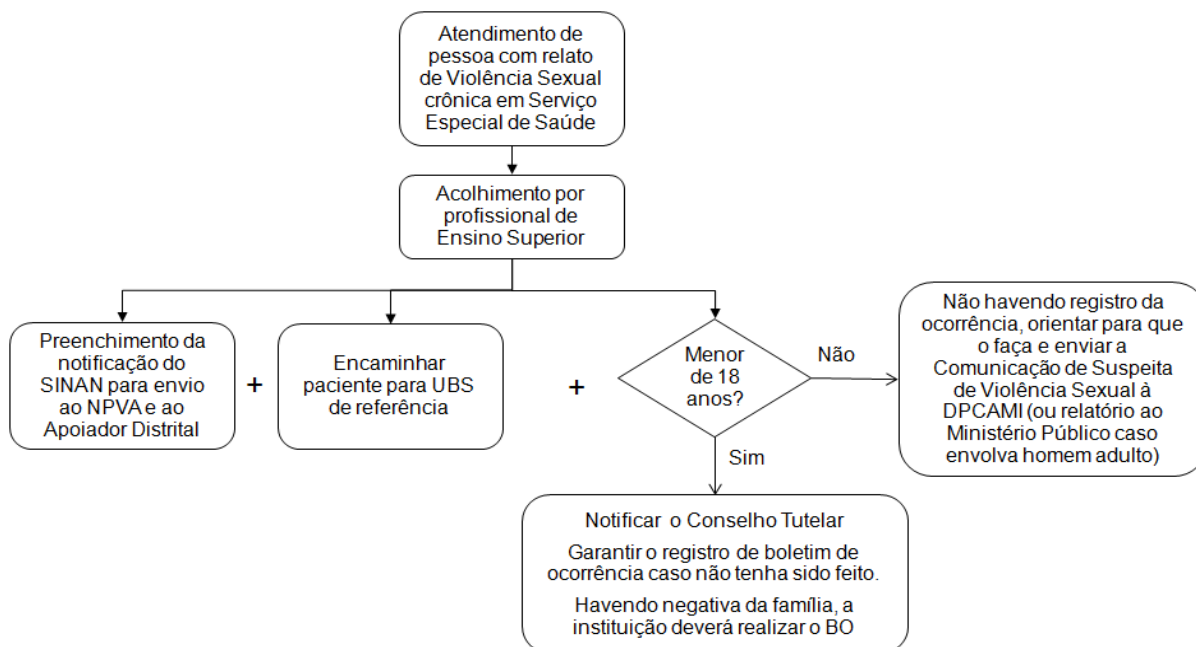 Atendimento de
pessoa com relato
de Violência Sexual
crônica em Serviço
Especial de Saúde
Acolhimento por
profissional de
Ensino Superior
Preenchimento da
notificação do
SINAN para envio
ao NPVA e ao
Apoiador Distrital
+
Encaminhar
paciente para UBS
de referência
+
Menor
de 18
anos?
Não
Não havendo registro da
ocorrência, orientar para que
o faça e enviar a
Comunicação de Suspeita
de Violência Sexual à
DPCAMI (ou relatório ao
Ministério Público caso
envolva homem adulto)
Sim
Notificar o Conselho Tutelar
Garantir o registro de boletim de
ocorrência caso não tenha sido feito.
Havendo negativa da família, a
instituição deverá realizar o BO